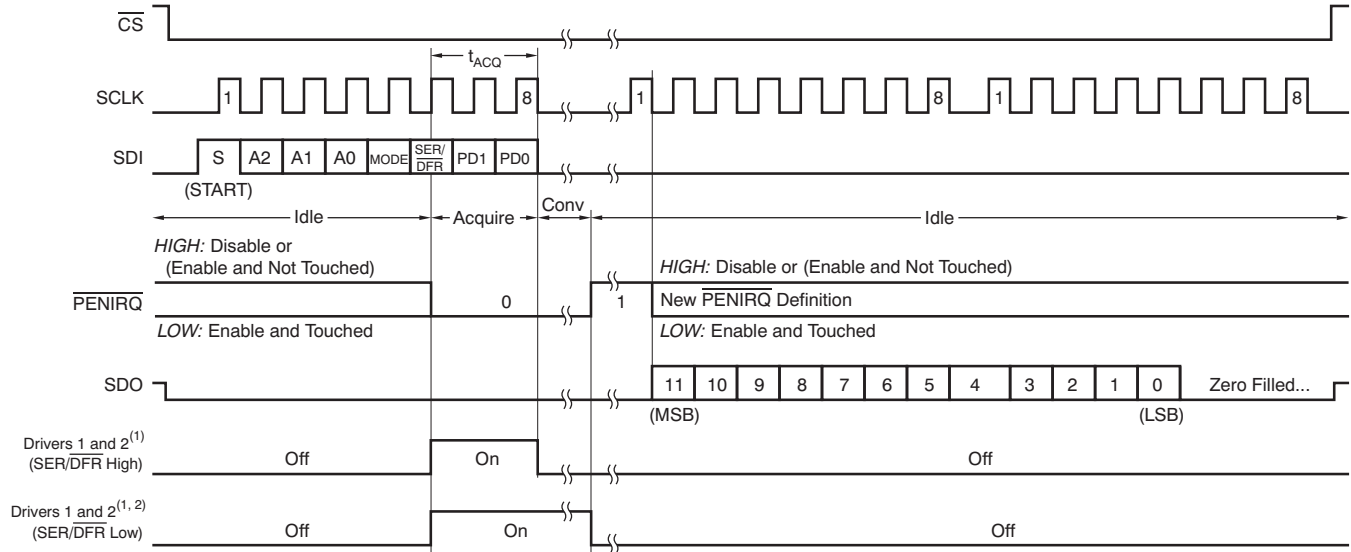 CS
tACQ
SCLK 1 8 1 8 1 8
SDI S A2 A1 A0 MODE SER/DFR PD1 PD0
(START)
Idle Acquire Conv Idle
HIGH: Disable or
(Enable and Not Touched)
HIGH: Disable or (Enable and Not Touched)
PENIRQ 0 1 New PENIRQ Definition
LOW: Enable and Touched
LOW: Enable and Touched
SDO 11 10 9 8 7 6 5 4 3 2 1 0 Zero Filled...
(MSB) (LSB)
Drivers 1 and 2(1)
(SER/DFR High) Off On Off
Drivers 1 and 2(1, 2)
(SER/DFR Low) Off On Off